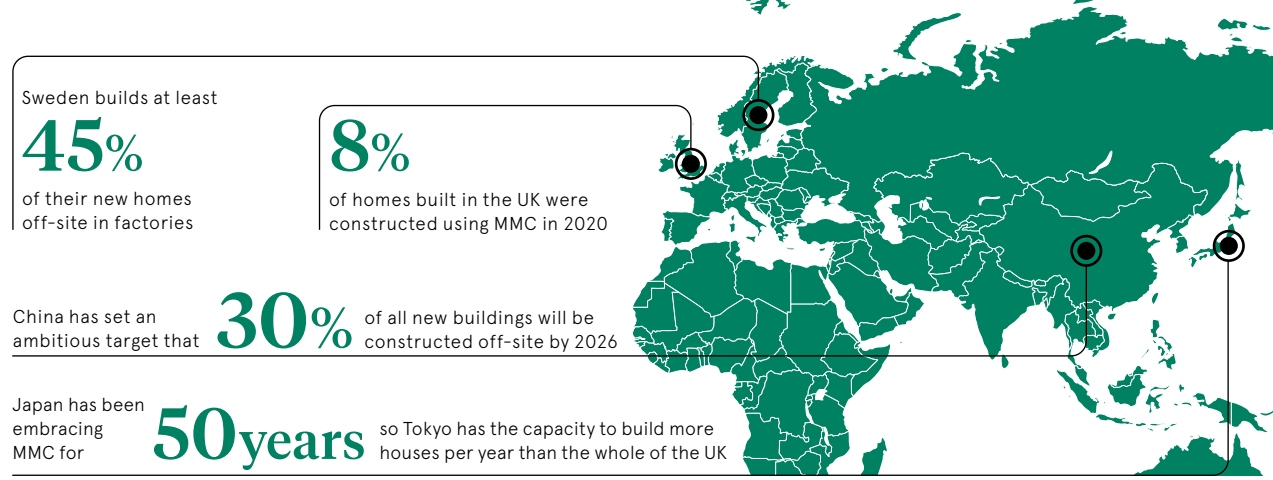 Sweden builds at least
45%
of their new homes
off-site in factories
8%
of homes built in the UK were
constructed using MMC in 2020
China has set an
ambitious target that
30%
of all new buildings will be
constructed off-site by 2026
Japan has been
embracing
MMC for
50years
so Tokyo has the capacity to build more
houses per year than the whole of the UK